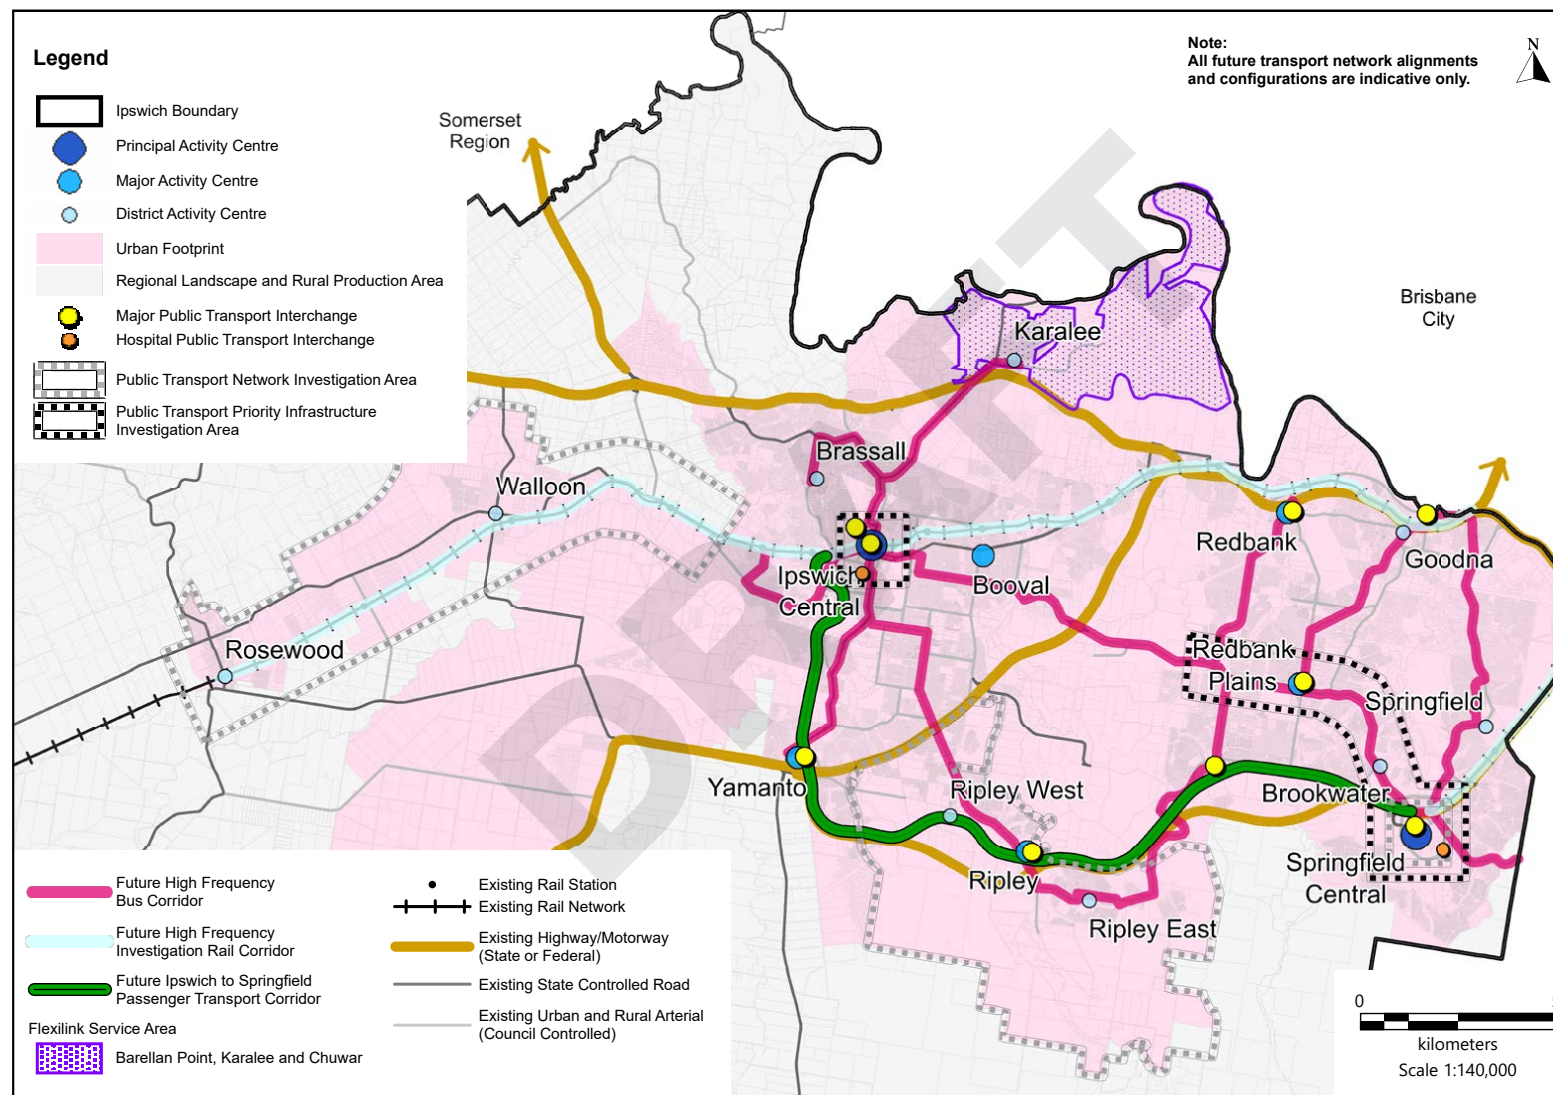 Legend
Ipswich Boundary
Principal Activity Centre
Major Activity Centre
District Activity Centre
Urban Footprint
Regional Landscape and Rural Production Area
Major Public Transport Interchange
Hospital Public Transport Interchange
Public Transport Network Investigation Area
Public Transport Priority Infrastructure
Investigation Area
Note:
All future transport network alignments
and configurations are indicative only.
N
Somerset
Region
Brisbane
City
Karalee
Brassall
Walloon
Redbank
Goodna
Booval
Ipswich
Central
Rosewood
Redbank
Plains
Springfield
Yamanto
Ripley West
Brookwater
Ripley
Springfield
Central
Ripley East
DRAFT
Future High Frequency
Bus Corridor
Future High Frequency
Investigation Rail Corridor
Future Ipswich to Springfield
Passenger Transport Corridor
Flexilink Service Area
Barellan Point, Karalee and Chuwar
Existing Rail Station
Existing Rail Network
Existing Highway/Motorway
(State or Federal)
Existing State Controlled Road
Existing Urban and Rural Arterial
(Council Controlled)
0
kilometers
Scale 1:140,000